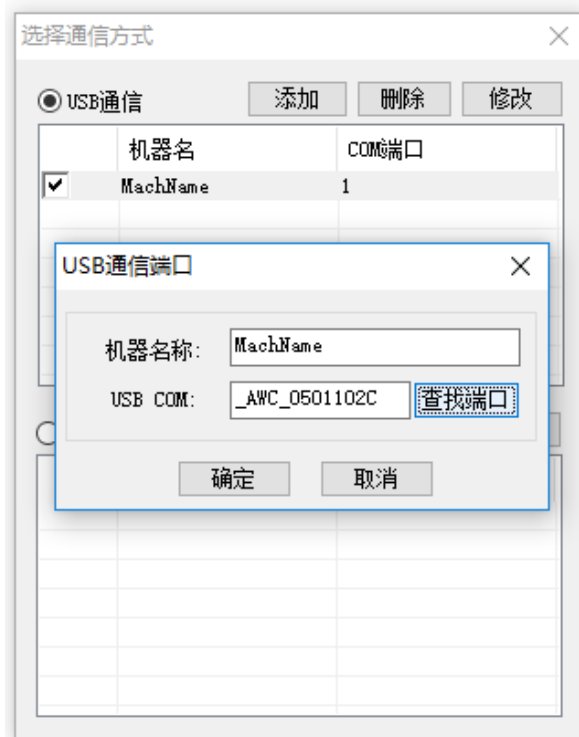 选择通信方式
USB通信 添加 删除 修改
机器名 COM端口
MachName 1
USB通信端口
机器名称: MachName
USB COM: _AWC_0501102C 查找端口
确定 取消